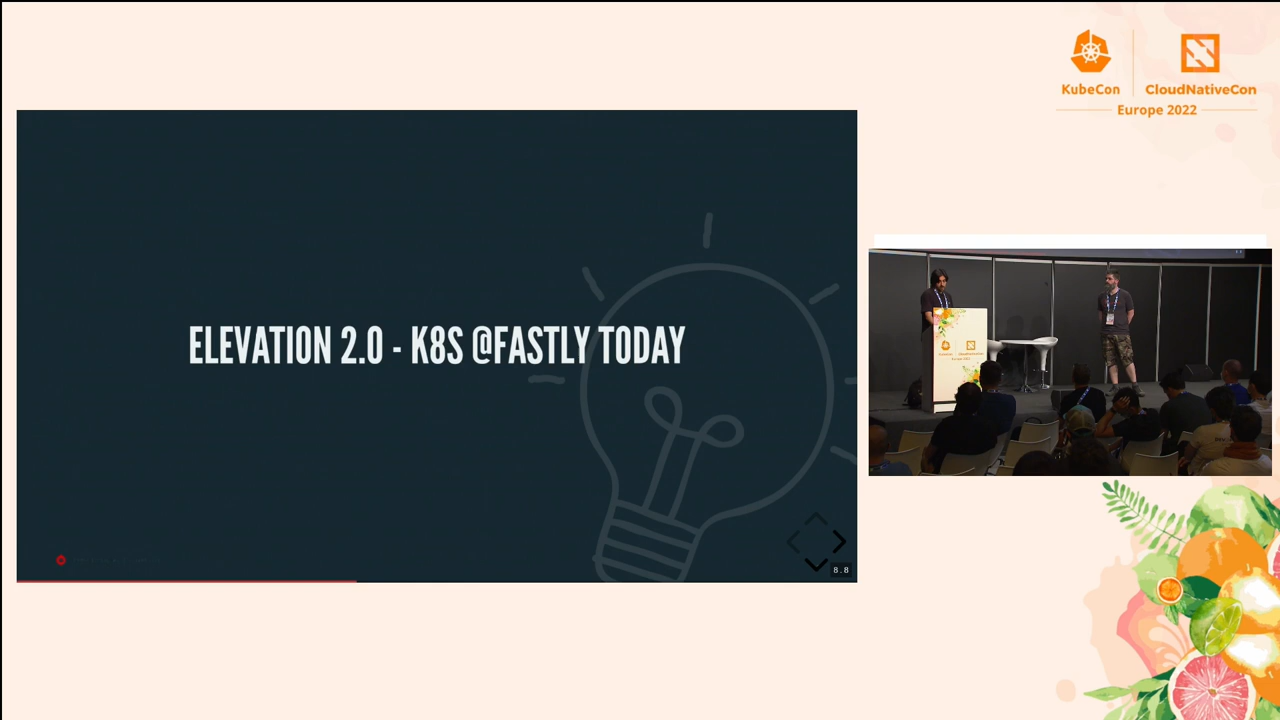 KubeCon
CloudNativeCon
Europe 2022
ELEVATION 2.0 - K8S @FASTLY TODAY
8.8